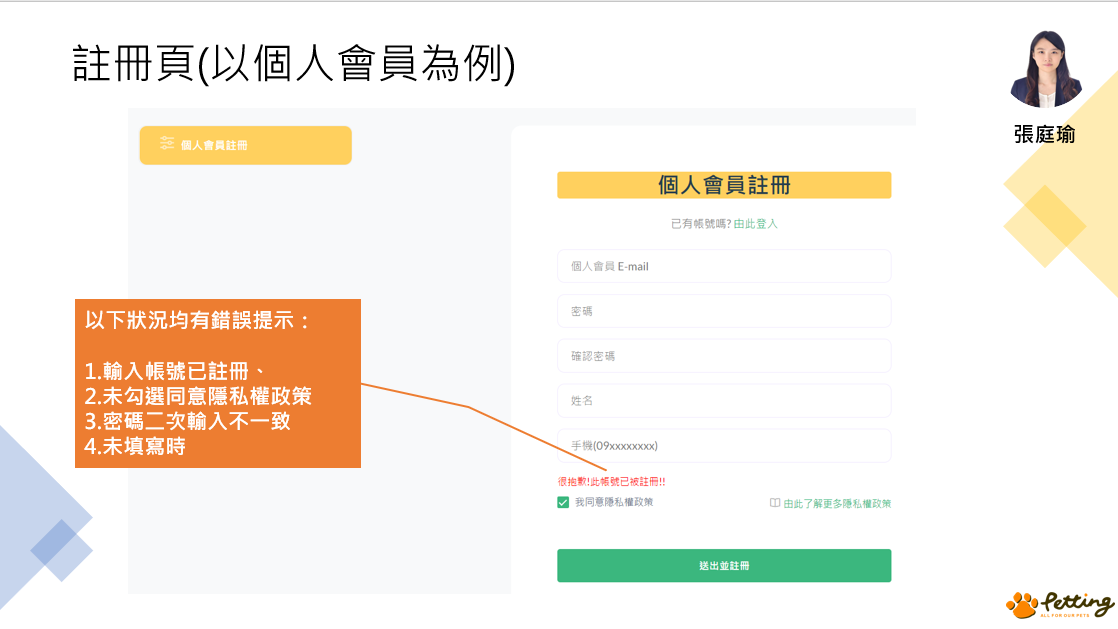 註冊頁(以個人會員為例)
張庭瑜
個人會員註冊
個人會員註冊
已有帳號嗎? 由此登入
個人會員 E-mail
密碼
確認密碼
姓名
手機(09xxxxxxxx)
很抱歉!此帳號已被註冊!!
我同意隱私權政策
由此了解更多隱私權政策
送出並註冊
以下狀況均有錯誤提示：
1.輸入帳號已註冊、
2.未勾選同意隱私權政策
3.密碼二次輸入不一致
4.未填寫時
Petting
ALL FOR OUR PETS